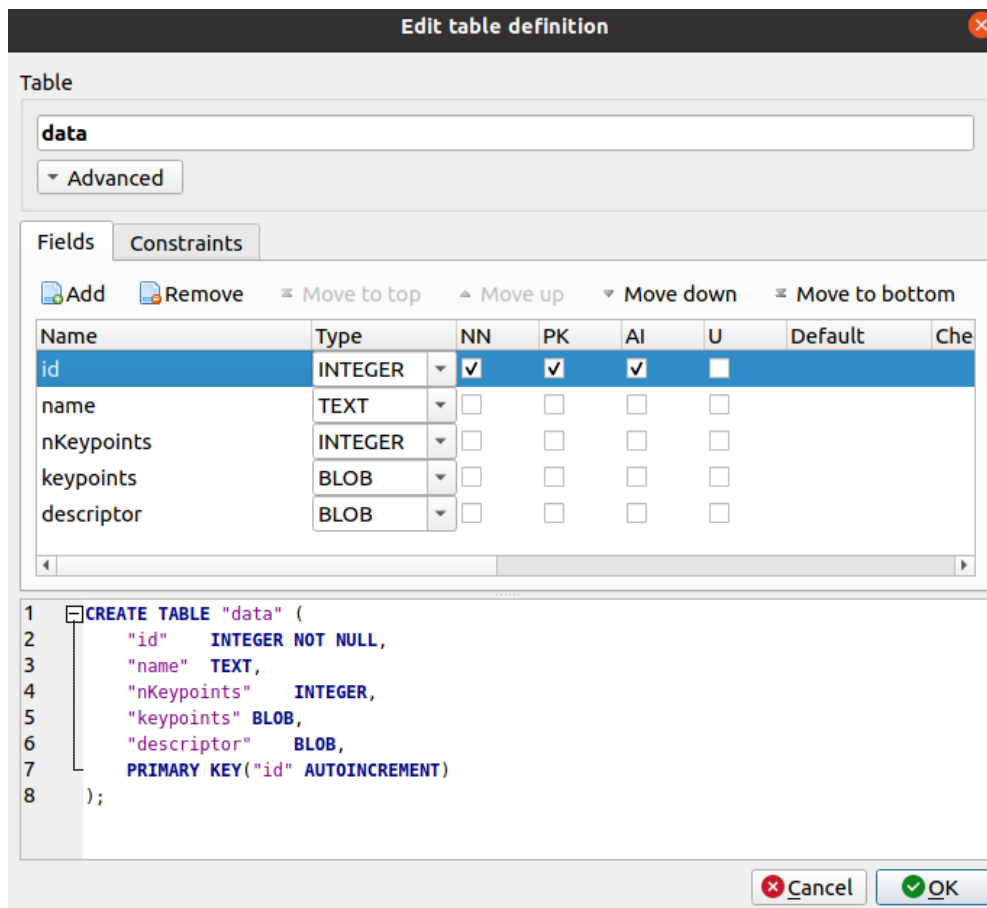 Edit table definition
Table
data
Advanced
Fields Constraints
Add Remove Move to top Move up Move down Move to bottom
Name Type NN PK AI U Default Che
id INTEGER
name TEXT
nKeypoints INTEGER
keypoints BLOB
descriptor BLOB
1 CREATE TABLE "data" (
2 "id" INTEGER NOT NULL,
3 "name" TEXT,
4 "nKeypoints" INTEGER,
5 "keypoints" BLOB,
6 "descriptor" BLOB,
7 PRIMARY KEY("id" AUTOINCREMENT)
8 );
Cancel OK